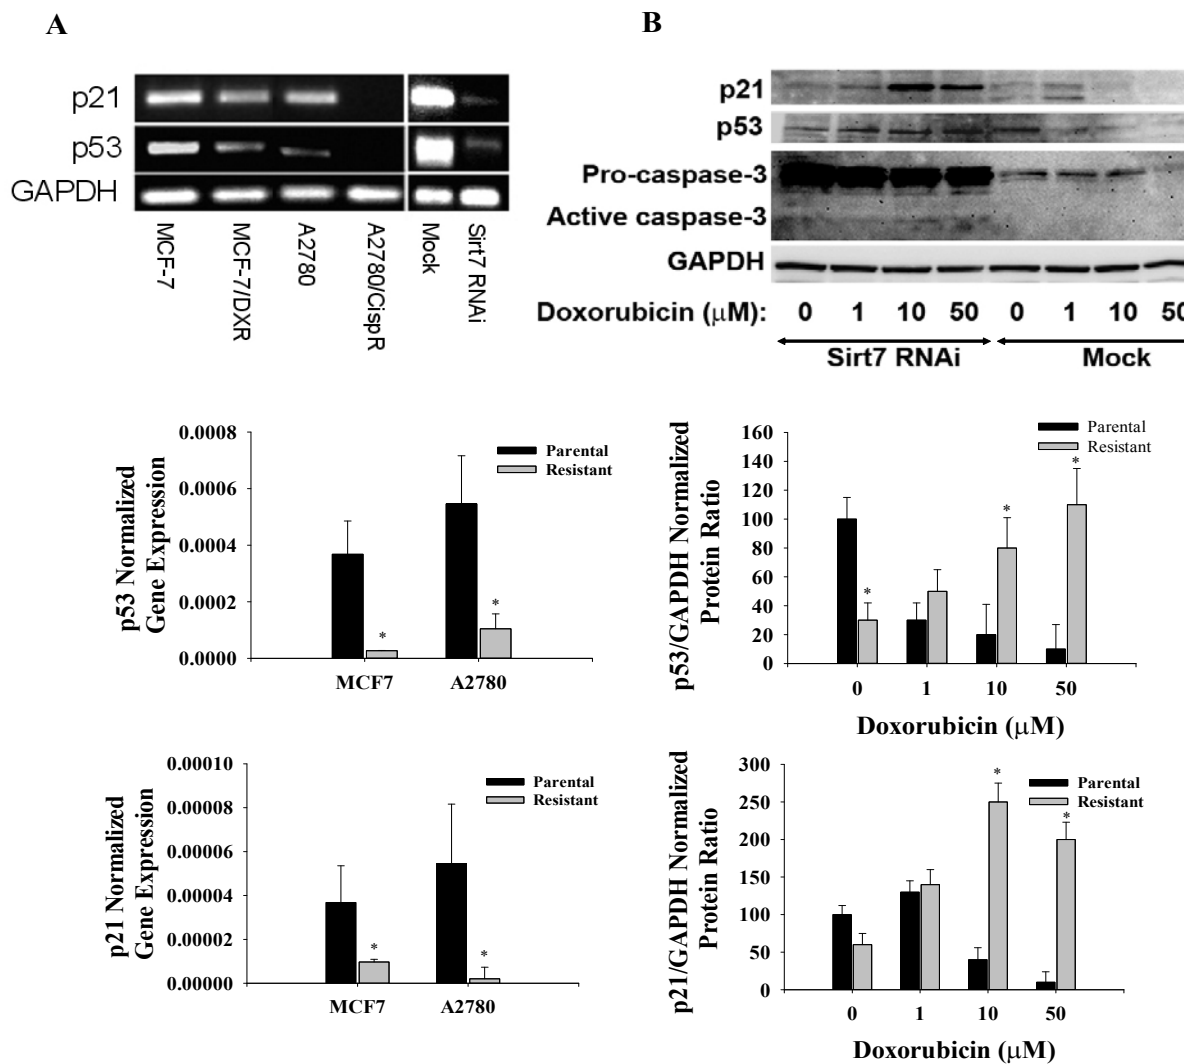 A
B
p21
p53
GAPDH
MCF-7
MCF-7/DXR
A2780
A2780/CispR
Mock
Sirt7 RNAi
p21
p53
Pro-caspase-3
Active caspase-3
GAPDH
Doxorubicin (μM): 0 1 10 50 0 1 10 50
Sirt7 RNAi Mock
p53 Normalized
Gene Expression
0.0008
0.0006
0.0004
0.0002
0.0000
Parental
Resistant
*
*
MCF7 A2780
p53/GAPDH Normalized
Protein Ratio
160
140
120
100
80
60
40
20
0
Parental
Resistant
*
*
*
0 1 10 50
Doxorubicin (μM)
p21 Normalized
Gene Expression
0.00010
0.00008
0.00006
0.00004
0.00002
0.00000
Parental
Resistant
*
*
MCF7 A2780
p21/GAPDH Normalized
Protein Ratio
300
250
200
150
100
50
0
Parental
Resistant
*
*
0 1 10 50
Doxorubicin (μM)